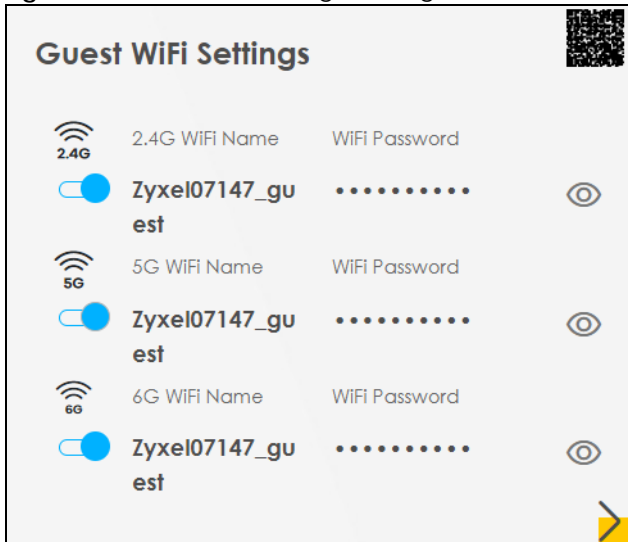 Guest WiFi Settings
2.4G
2.4G WiFi Name WiFi Password
Zyxel07147_gu ••••••••••
est
5G
5G WiFi Name WiFi Password
Zyxel07147_gu ••••••••••
est
6G
6G WiFi Name WiFi Password
Zyxel07147_gu ••••••••••
est